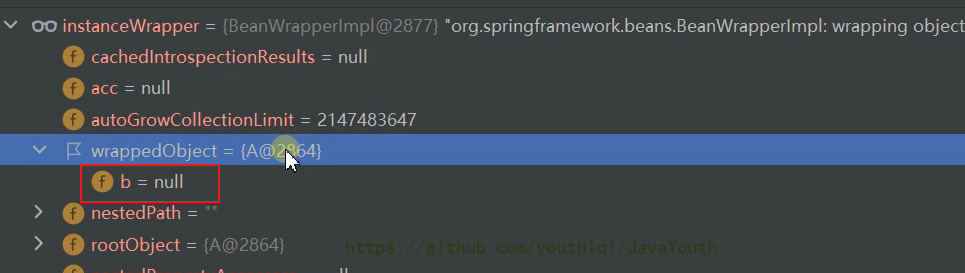 instanceWrapper = {BeanWrapperImpl@2877} "org.springframework.beans.BeanWrapperImpl: wrapping object
f cachedIntrospectionResults = null
f acc = null
f autoGrowCollectionLimit = 2147483647
wrappedObject = {A@2864}
f b = null
f nestedPath = ""
f rootObject = {A@2864}
https://github.com/youthlql/JavaYouth